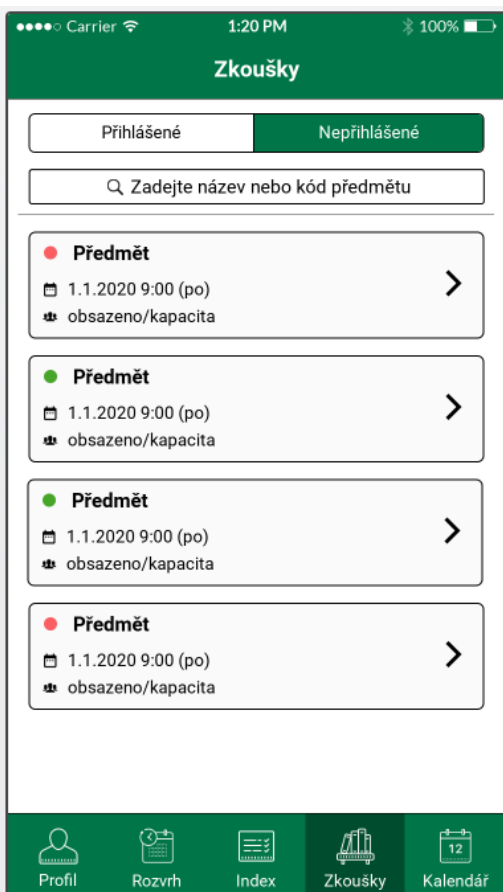 Carrier 1:20 PM 100%
Zkoušky
Přihlášené Nepřihlášené
Zadejte název nebo kód předmětu
Předmět
1.1.2020 9:00 (po)
obsazeno/kapacita
Předmět
1.1.2020 9:00 (po)
obsazeno/kapacita
Předmět
1.1.2020 9:00 (po)
obsazeno/kapacita
Předmět
1.1.2020 9:00 (po)
obsazeno/kapacita
12
Profil Rozvrh Index Zkoušky Kalendář